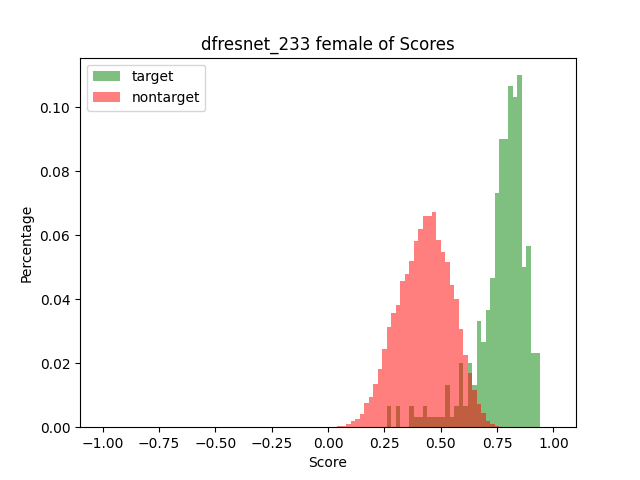 dfresnet_233 female of Scores
target
nontarget
Percentage
0.10
0.08
0.06
0.04
0.02
0.00
−1.00 −0.75 −0.50 −0.25 0.00 0.25 0.50 0.75 1.00
Score